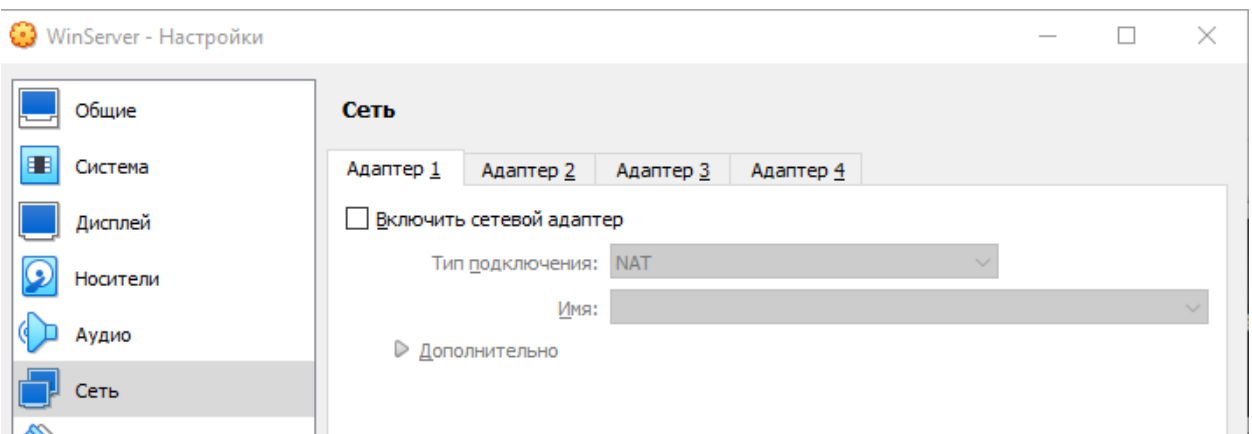 WinServer - Настройки
Общие
Система
Дисплей
Носители
Аудио
Сеть
Сеть
Адаптер 1 Адаптер 2 Адаптер 3 Адаптер 4
Включить сетевой адаптер
Тип подключения: NAT
Имя:
Дополнительно